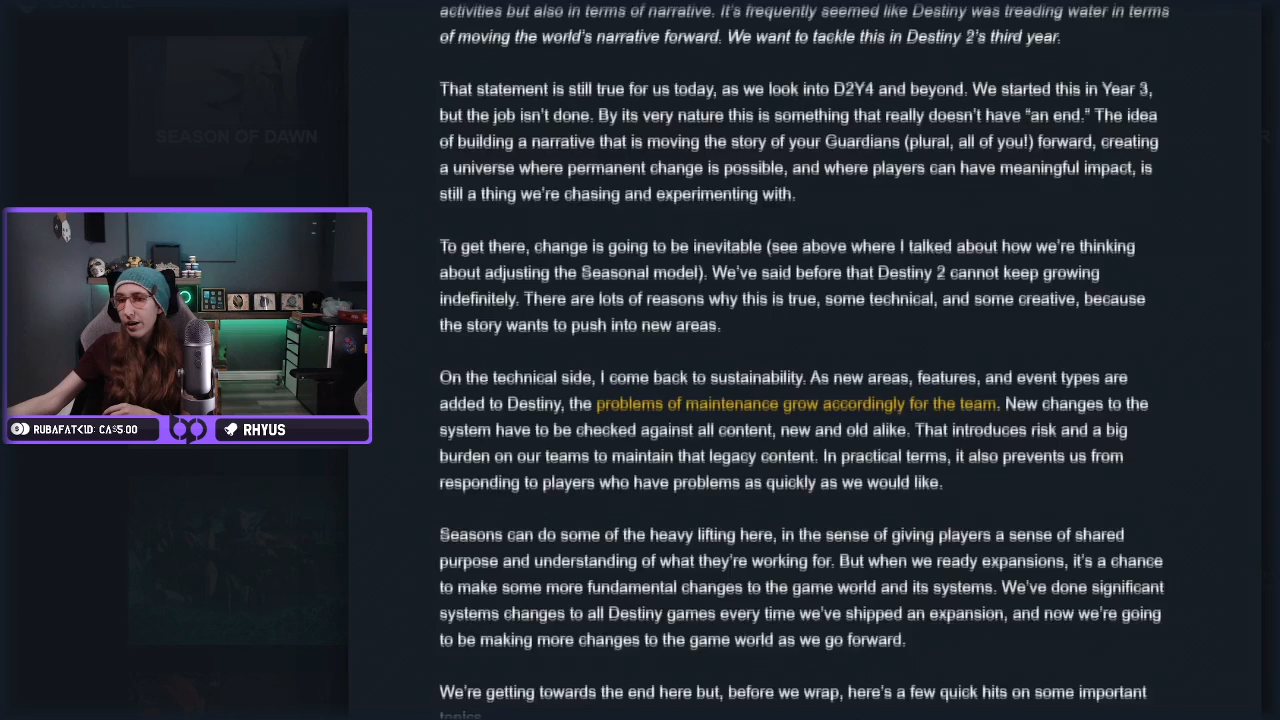 activities but also in terms of narrative. It's frequently seemed like Destiny was treading water in terms
of moving the world's narrative forward. We want to tackle this in Destiny 2's third year.
SEASON OF DAWN
That statement is still true for us today, as we look into D2Y4 and beyond. We started this in Year 3,
but the job isn't done. By its very nature this is something that really doesn't have “an end.” The idea
of building a narrative that is moving the story of your Guardians (plural, all of you!) forward, creating
a universe where permanent change is possible, and where players can have meaningful impact, is
still a thing we're chasing and experimenting with.
To get there, change is going to be inevitable (see above where I talked about how we're thinking
about adjusting the Seasonal model). We've said before that Destiny 2 cannot keep growing
indefinitely. There are lots of reasons why this is true, some technical, and some creative, because
the story wants to push into new areas.
On the technical side, I come back to sustainability. As new areas, features, and event types are
added to Destiny, the problems of maintenance grow accordingly for the team. New changes to the
system have to be checked against all content, new and old alike. That introduces risk and a big
burden on our teams to maintain that legacy content. In practical terms, it also prevents us from
responding to players who have problems as quickly as we would like.
RUBAFATK1D: CA$5.00
RHYUS
Seasons can do some of the heavy lifting here, in the sense of giving players a sense of shared
purpose and understanding of what they're working for. But when we ready expansions, it's a chance
to make some more fundamental changes to the game world and its systems. We've done significant
systems changes to all Destiny games every time we've shipped an expansion, and now we're going
to be making more changes to the game world as we go forward.
We're getting towards the end here but, before we wrap, here's a few quick hits on some important
topics.